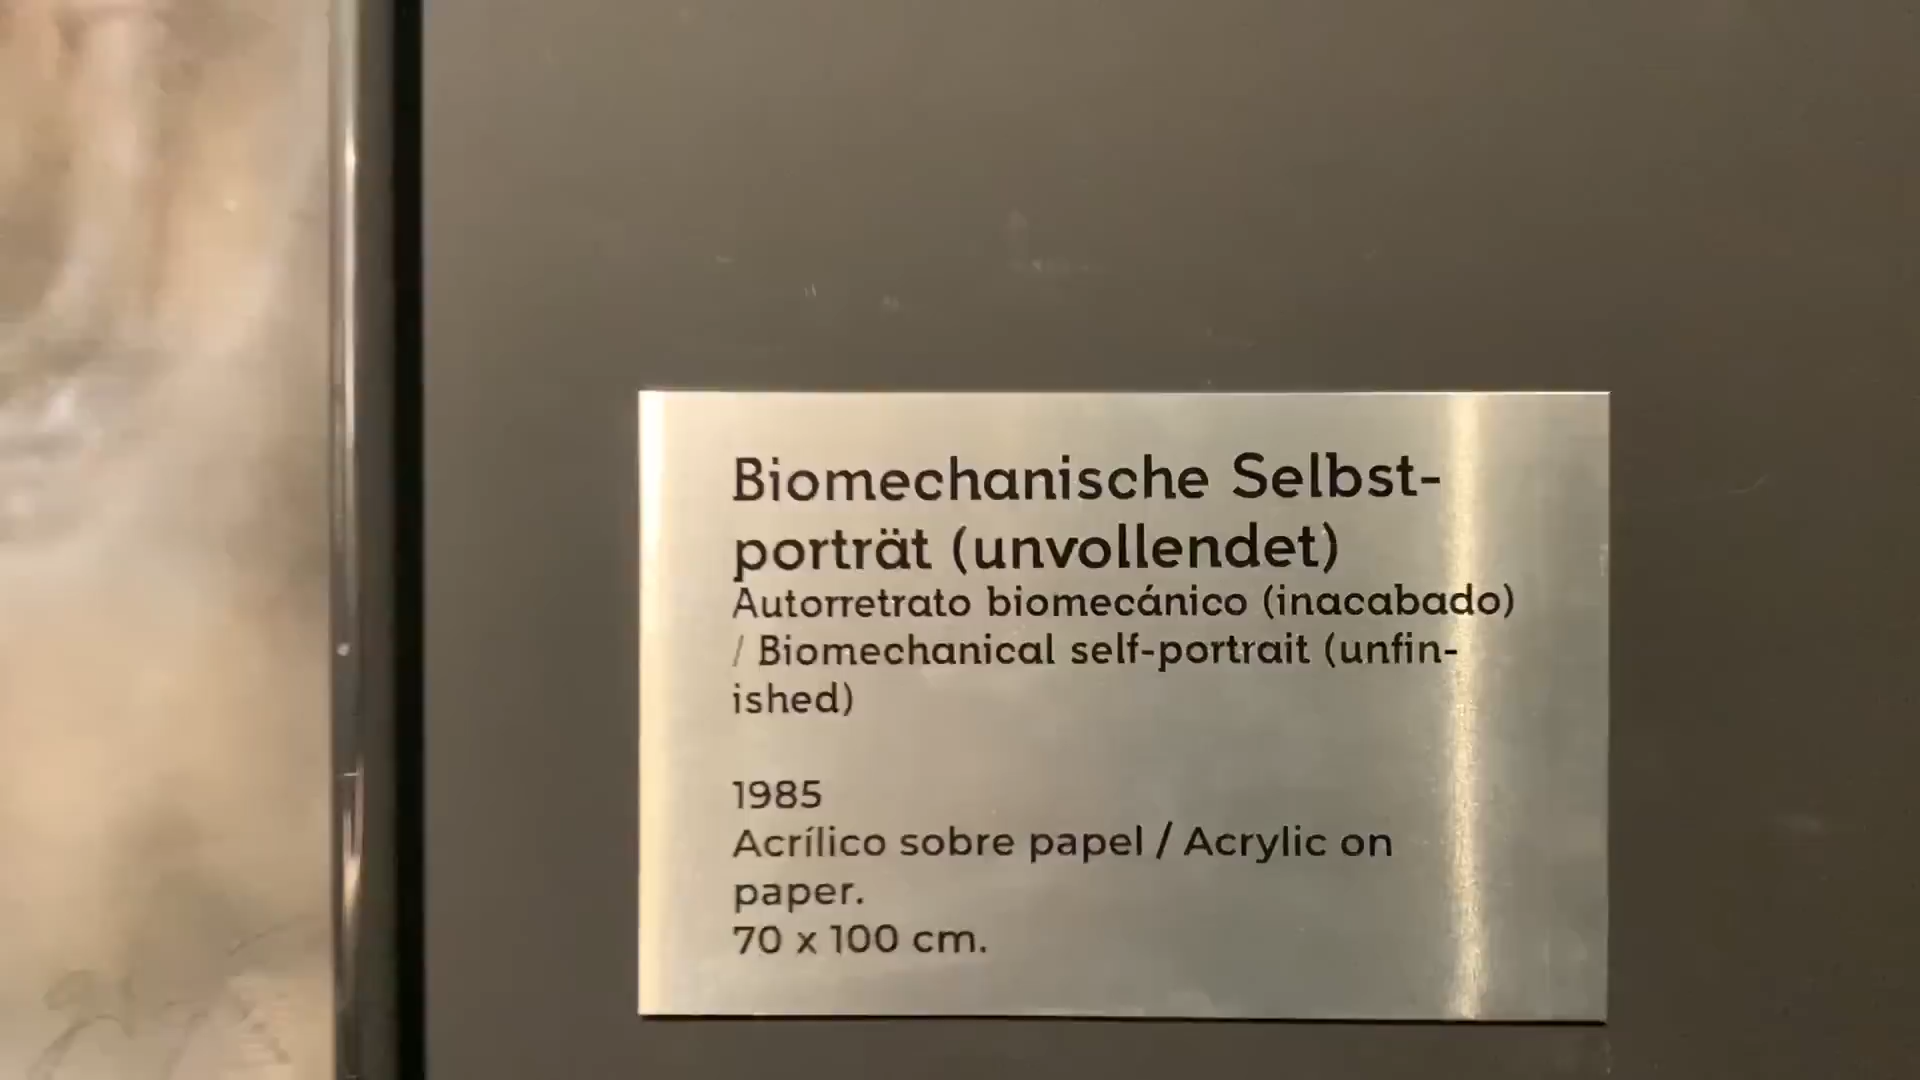 Biomechanische Selbst-
porträt (unvollendet)
Autorretrato biomecánico (inacabado)
/ Biomechanical self-portrait (unfin-
ished)
1985
Acrílico sobre papel / Acrylic on
paper.
70 x 100 cm.